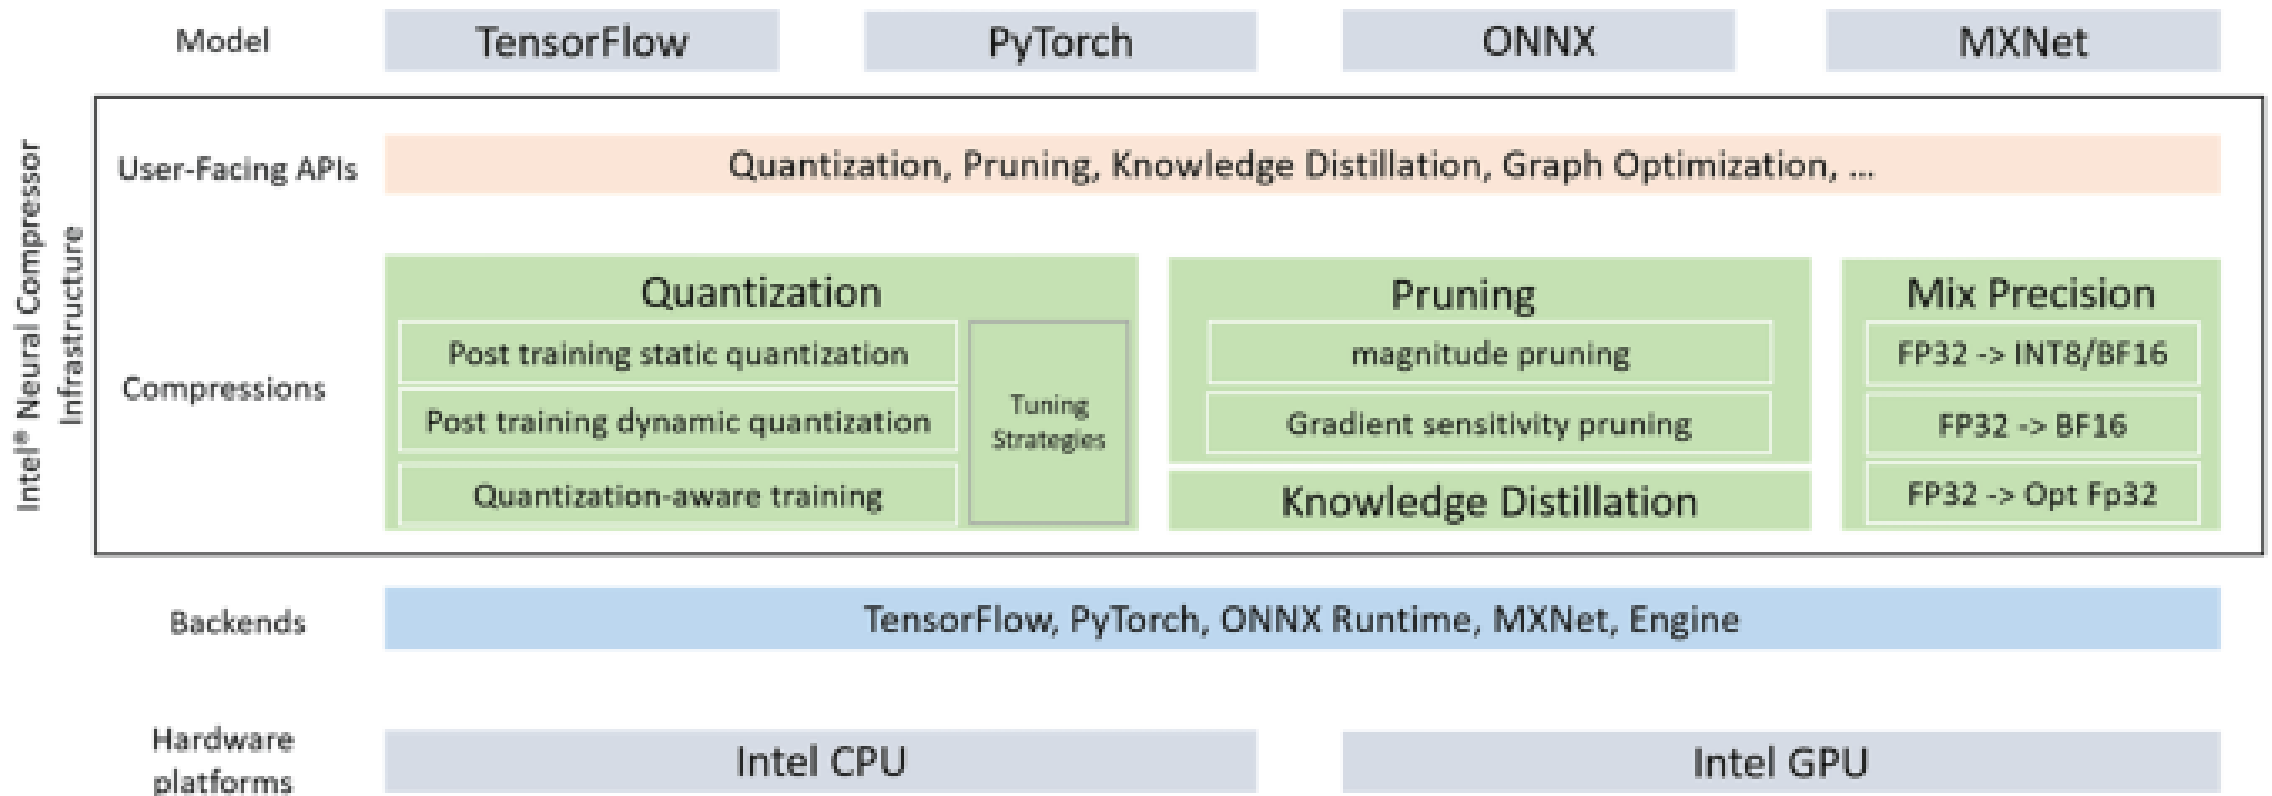 Model
TensorFlow
PyTorch
ONNX
MXNet
Intel® Neural Compressor
Infrastructure
User-Facing APIs
Quantization, Pruning, Knowledge Distillation, Graph Optimization, ...
Compressions
Quantization
Post training static quantization
Post training dynamic quantization
Quantization-aware training
Tuning
Strategies
Pruning
magnitude pruning
Gradient sensitivity pruning
Knowledge Distillation
Mix Precision
FP32 -> INT8/BF16
FP32 -> BF16
FP32 -> Opt Fp32
Backends
TensorFlow, PyTorch, ONNX Runtime, MXNet, Engine
Hardware
platforms
Intel CPU
Intel GPU